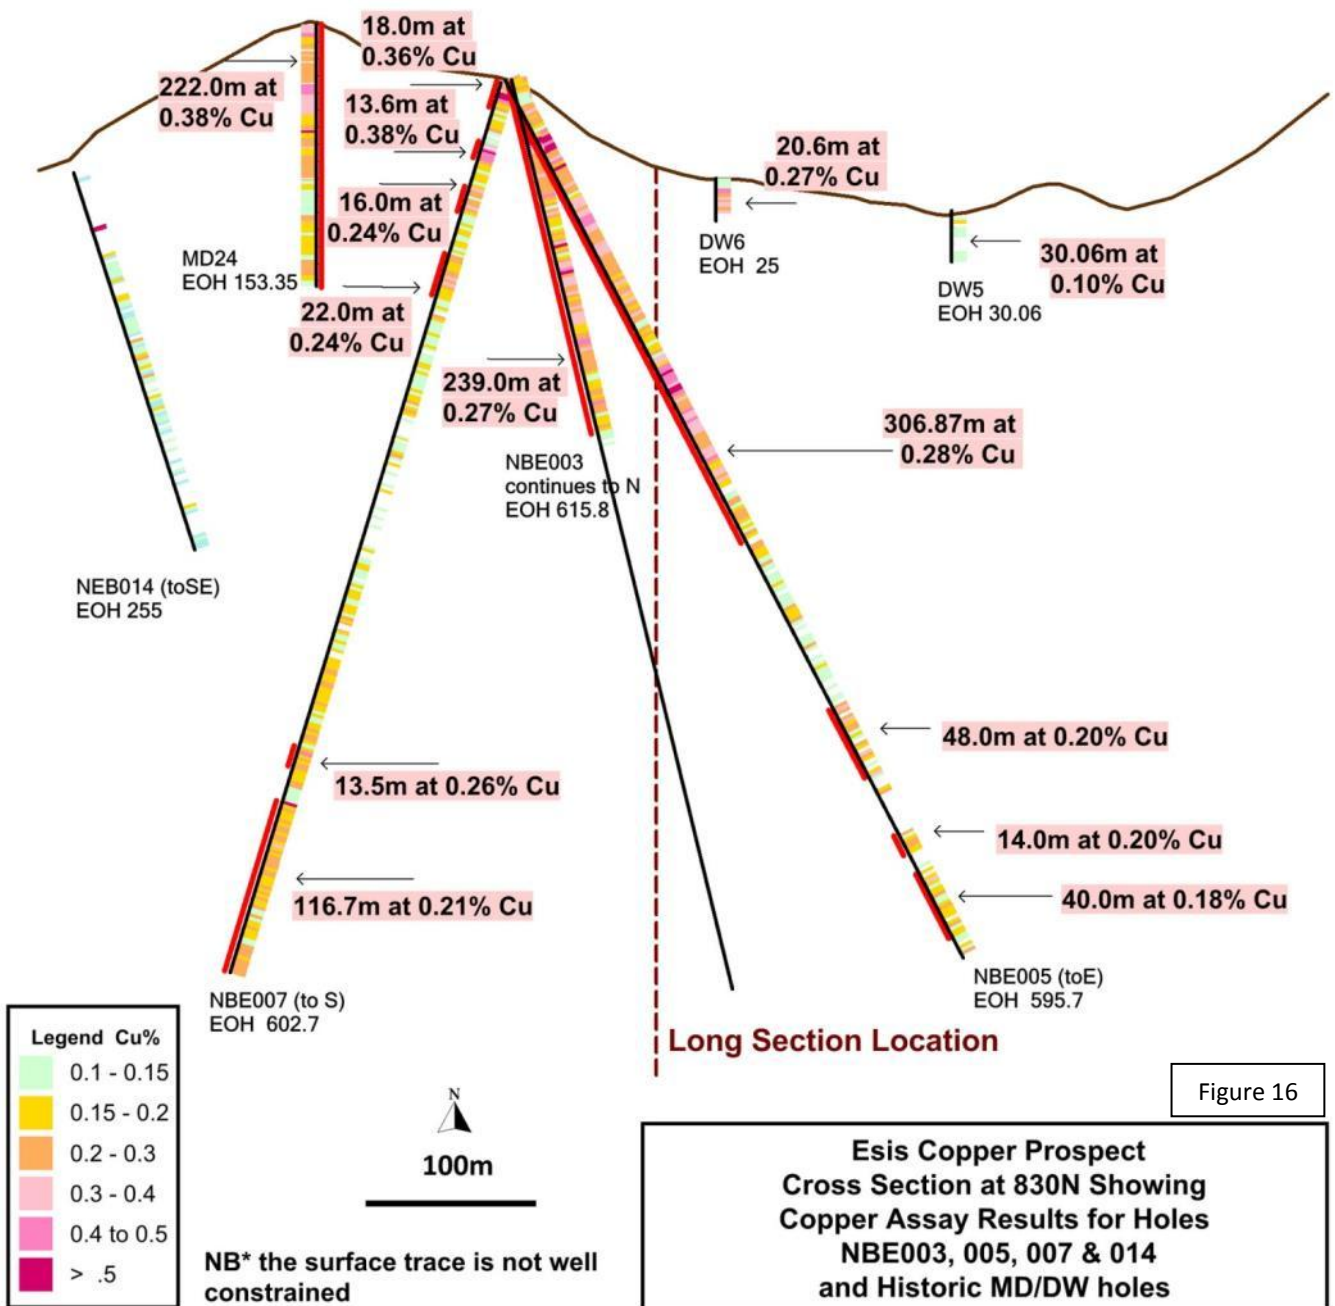 18.0m at
0.36% Cu
222.0m at
0.38% Cu
13.6m at
0.38% Cu
16.0m at
0.24% Cu
MD24
EOH 153.35
22.0m at
0.24% Cu
20.6m at
0.27% Cu
DW6
EOH 25
30.06m at
0.10% Cu
DW5
EOH 30.06
239.0m at
0.27% Cu
NBE003
continues to N
EOH 615.8
306.87m at
0.28% Cu
NEB014 (toSE)
EOH 255
48.0m at 0.20% Cu
13.5m at 0.26% Cu
14.0m at 0.20% Cu
116.7m at 0.21% Cu
40.0m at 0.18% Cu
NBE007 (to S)
EOH 602.7
NBE005 (toE)
EOH 595.7
Long Section Location
Legend Cu%
0.1 - 0.15
0.15 - 0.2
0.2 - 0.3
0.3 - 0.4
0.4 to 0.5
> .5
N
100m
NB* the surface trace is not well
constrained
Figure 16
Esis Copper Prospect
Cross Section at 830N Showing
Copper Assay Results for Holes
NBE003, 005, 007 & 014
and Historic MD/DW holes